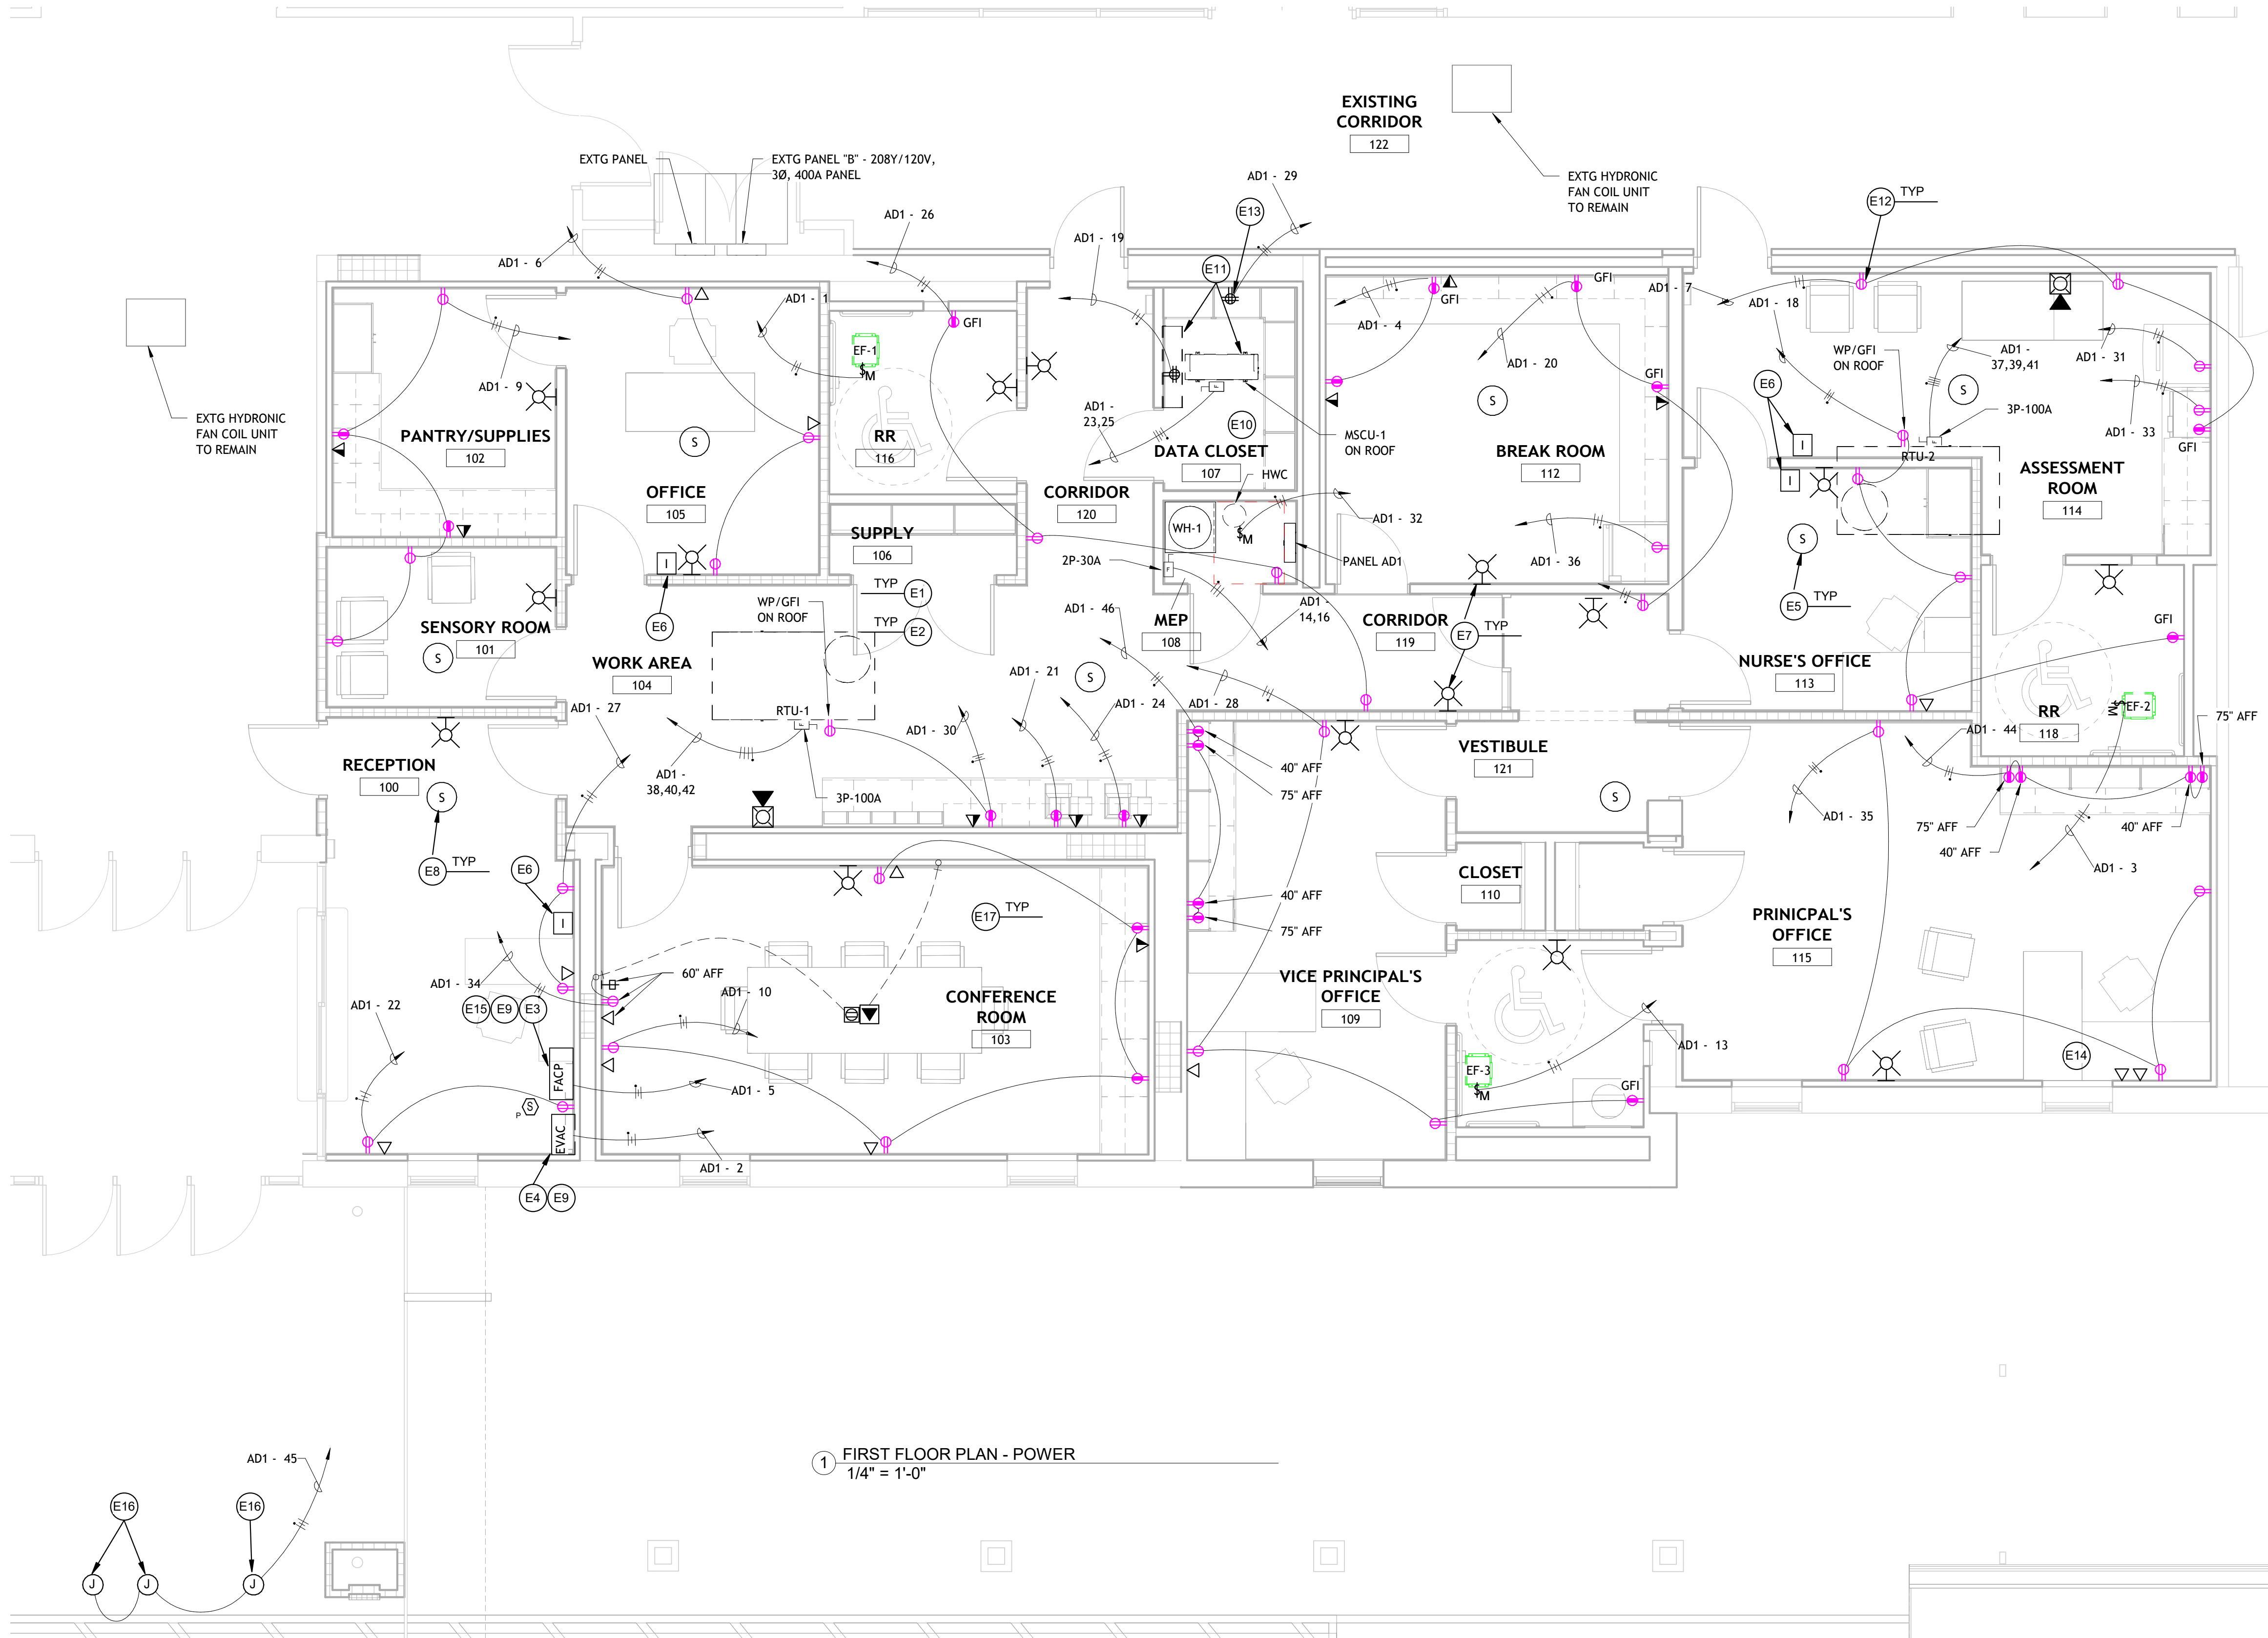 EXISTING
CORRIDOR
122
EXTG PANEL
EXTG PANEL "B" - 208Y/120V,
3Ø, 400A PANEL
AD1 - 29
EXTG HYDRONIC
FAN COIL UNIT
TO REMAIN
E12
TYP
AD1 - 26
E13
AD1 - 19
AD1 - 6
E11
AD1 - 1
GFI
GFI
GFI
AD1 - 7
AD1 - 18
AD1 - 4
AD1 - 20
EF-1
$M
WP/GFI
ON ROOF
AD1 -
37,39,41
AD1 - 31
AD1 - 9
GFI
E6
S
3P-100A
S
AD1 -
23,25
E10
MSCU-1
ON ROOF
AD1 - 33
EXTG HYDRONIC
FAN COIL UNIT
TO REMAIN
PANTRY/SUPPLIES
102
S
RR
116
DATA CLOSET
107
HWC
BREAK ROOM
112
I
I
RTU-2
GFI
ASSESSMENT
ROOM
114
OFFICE
105
CORRIDOR
120
AD1 - 32
SUPPLY
106
WH-1
$M
S
I
2P-30A
F
PANEL AD1
AD1 - 36
TYP
E1
E6
WP/GFI
ON ROOF
TYP
E2
AD1 - 46
MEP
108
AD1 -
14,16
CORRIDOR
119
E7
TYP
E5
TYP
GFI
SENSORY ROOM
101
S
WORK AREA
104
AD1 - 21
S
NURSE'S OFFICE
113
AD1 - 27
RTU-1
AD1 - 30
AD1 - 24
AD1 - 28
RR
118
$M
EF-2
75" AFF
AD1 - 44
VESTIBULE
121
RECEPTION
100
S
AD1 -
38,40,42
3P-100A
40" AFF
75" AFF
S
AD1 - 35
75" AFF
40" AFF
40" AFF
AD1 - 3
E8
TYP
E6
CLOSET
110
40" AFF
75" AFF
E17
TYP
I
PRINICPAL'S
OFFICE
115
60" AFF
AD1 - 34
AD1 - 10
E15
E9
E3
AD1 - 22
CONFERENCE
ROOM
103
VICE PRINCIPAL'S
OFFICE
109
AD1 - 13
E14
FACP
AD1 - 5
EF-3
$M
GFI
P
S
EVAC
AD1 - 2
E4
E9
1
FIRST FLOOR PLAN - POWER
1/4" = 1'-0"
AD1 - 45
E16
E16
J
J
J